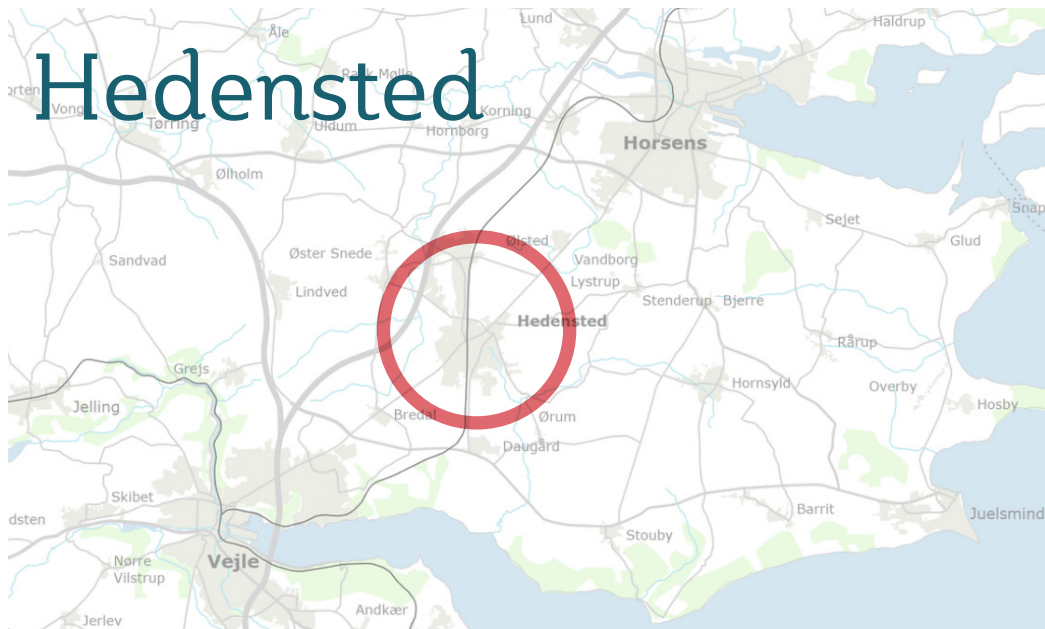 Hedensted
Lund
Haldrup
Åle
Rask Mølle
Vong
Tørring
Uldum
Korning
Hornborg
Horsens
Ølholm
Snap
Sejet
Glud
Ølsted
Øster Snede
Vandborg
Sandvad
Lystrup
Lindved
Stenderup
Bjerre
Hedensted
Rårup
Grejs
Hornsyld
Overby
Jelling
Hosby
Bredal
Ørum
Daugård
Skibet
Barrit
Juelsmind
dsten
Stouby
Vejle
Nørre
Vilstrup
Andkær
Jerlev